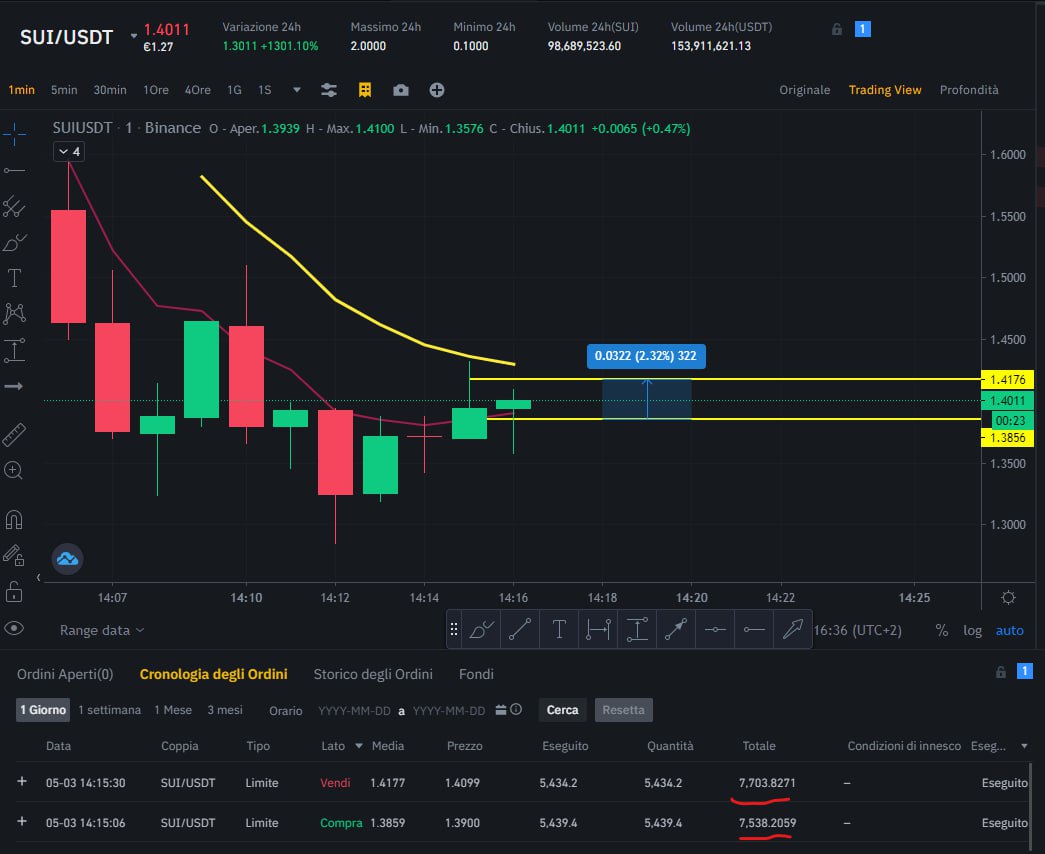 SUI/USDT 1.4011 €1.27
Variazione 24h Massimo 24h Minimo 24h Volume 24h(SUI) Volume 24h(USDT)
1.3011 +1301.10% 2.0000 0.1000 98,689,523.60 153,911,621.13
1
1min 5min 30min 1Ore 4Ore 1G 1S Originale Trading View Profondità
SUIUSDT · 1 · Binance O - Aper.1.3939 H - Max.1.4100 L - Min.1.3576 C - Chius.1.4011 +0.0065 (+0.47%)
4
1.6000
1.5500
1.5000
1.4500
0.0322 (2.32%) 322
1.4176
1.4011
00:23
1.3856
1.3500
1.3000
14:07 14:10 14:12 14:14 14:16 14:18 14:20 14:22 14:25
Range data T 16:36 (UTC+2) % log auto
Ordini Aperti(0) Cronologia degli Ordini Storico degli Ordini Fondi 1
1 Giorno 1 settimana 1 Mese 3 mesi Orario YYYY-MM-DD a YYYY-MM-DD Cerca Resetta
Data Coppia Tipo Lato Media Prezzo Eseguito Quantità Totale Condizioni di innesco Eseg...
+ 05-03 14:15:30 SUI/USDT Limite Vendi 1.4177 1.4099 5,434.2 5,434.2 7,703.8271 – Eseguito
+ 05-03 14:15:06 SUI/USDT Limite Compra 1.3859 1.3900 5,439.4 5,439.4 7,538.2059 – Eseguito